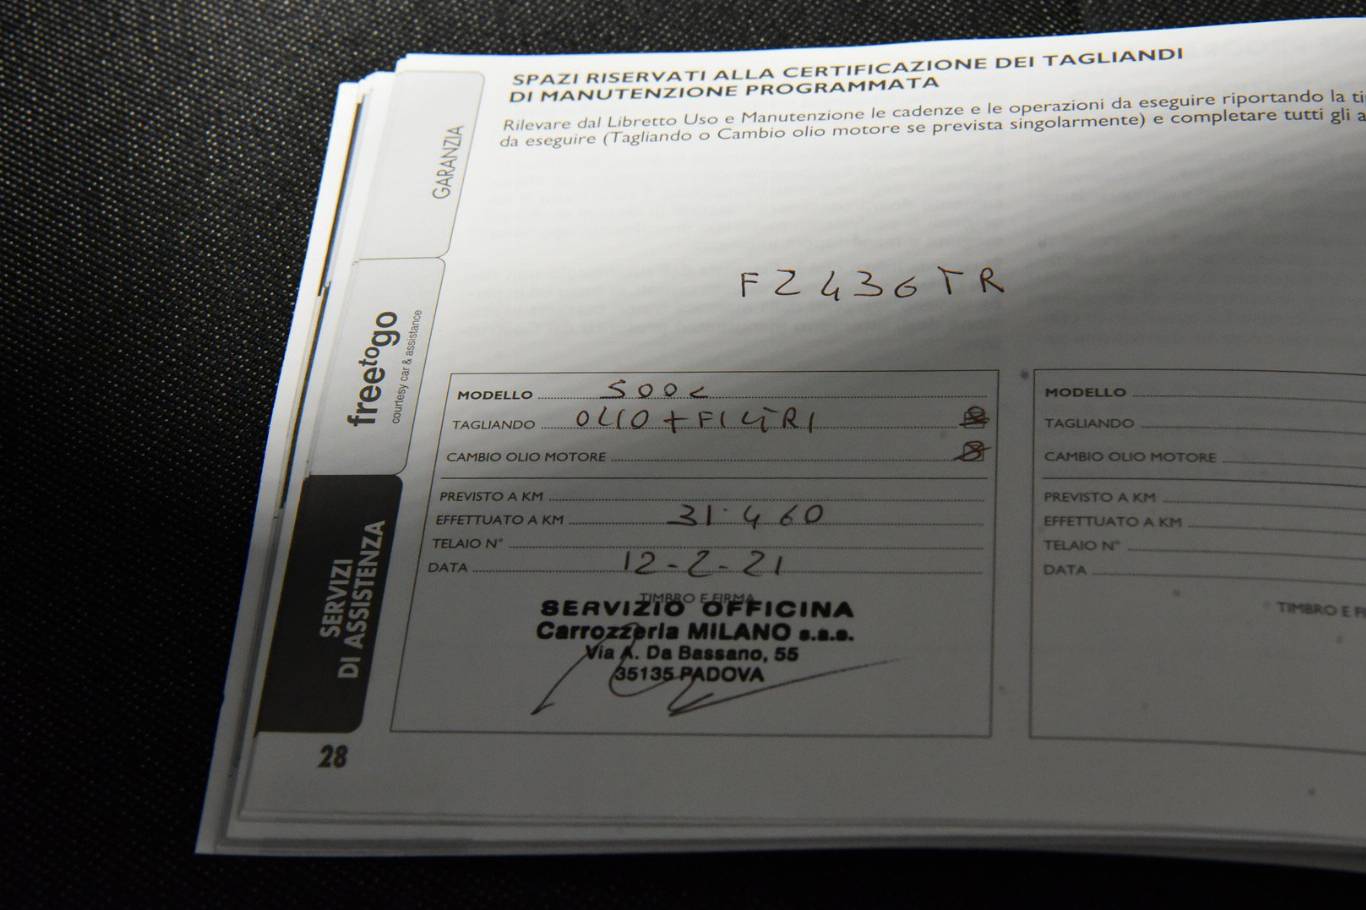 SPAZI RISERVATI ALLA CERTIFICAZIONE DEI TAGLIANDI
DI MANUTENZIONE PROGRAMMATA
Rilevare dal Libretto Uso e Manutenzione le cadenze e le operazioni da eseguire riportando la ti
da eseguire (Tagliando o Cambio olio motore se prevista singolarmente) e completare tutti gli a
GARANZIA
freetogo
courtesy car & assistance
SERVIZI
DI ASSISTENZA
28
FZ436TR
MODELLO 500L
TAGLIANDO OLIO + FILTRI
CAMBIO OLIO MOTORE
PREVISTO A KM
EFFETTUATO A KM 31.460
TELAIO N°
DATA 12-2-21
TIMBRO E FIRMA
SERVIZIO OFFICINA
Carrozzeria MILANO s.a.s.
Via A. Da Bassano, 55
35135 PADOVA
MODELLO
TAGLIANDO
CAMBIO OLIO MOTORE
PREVISTO A KM
EFFETTUATO A KM
TELAIO N°
DATA
TIMBRO E FI